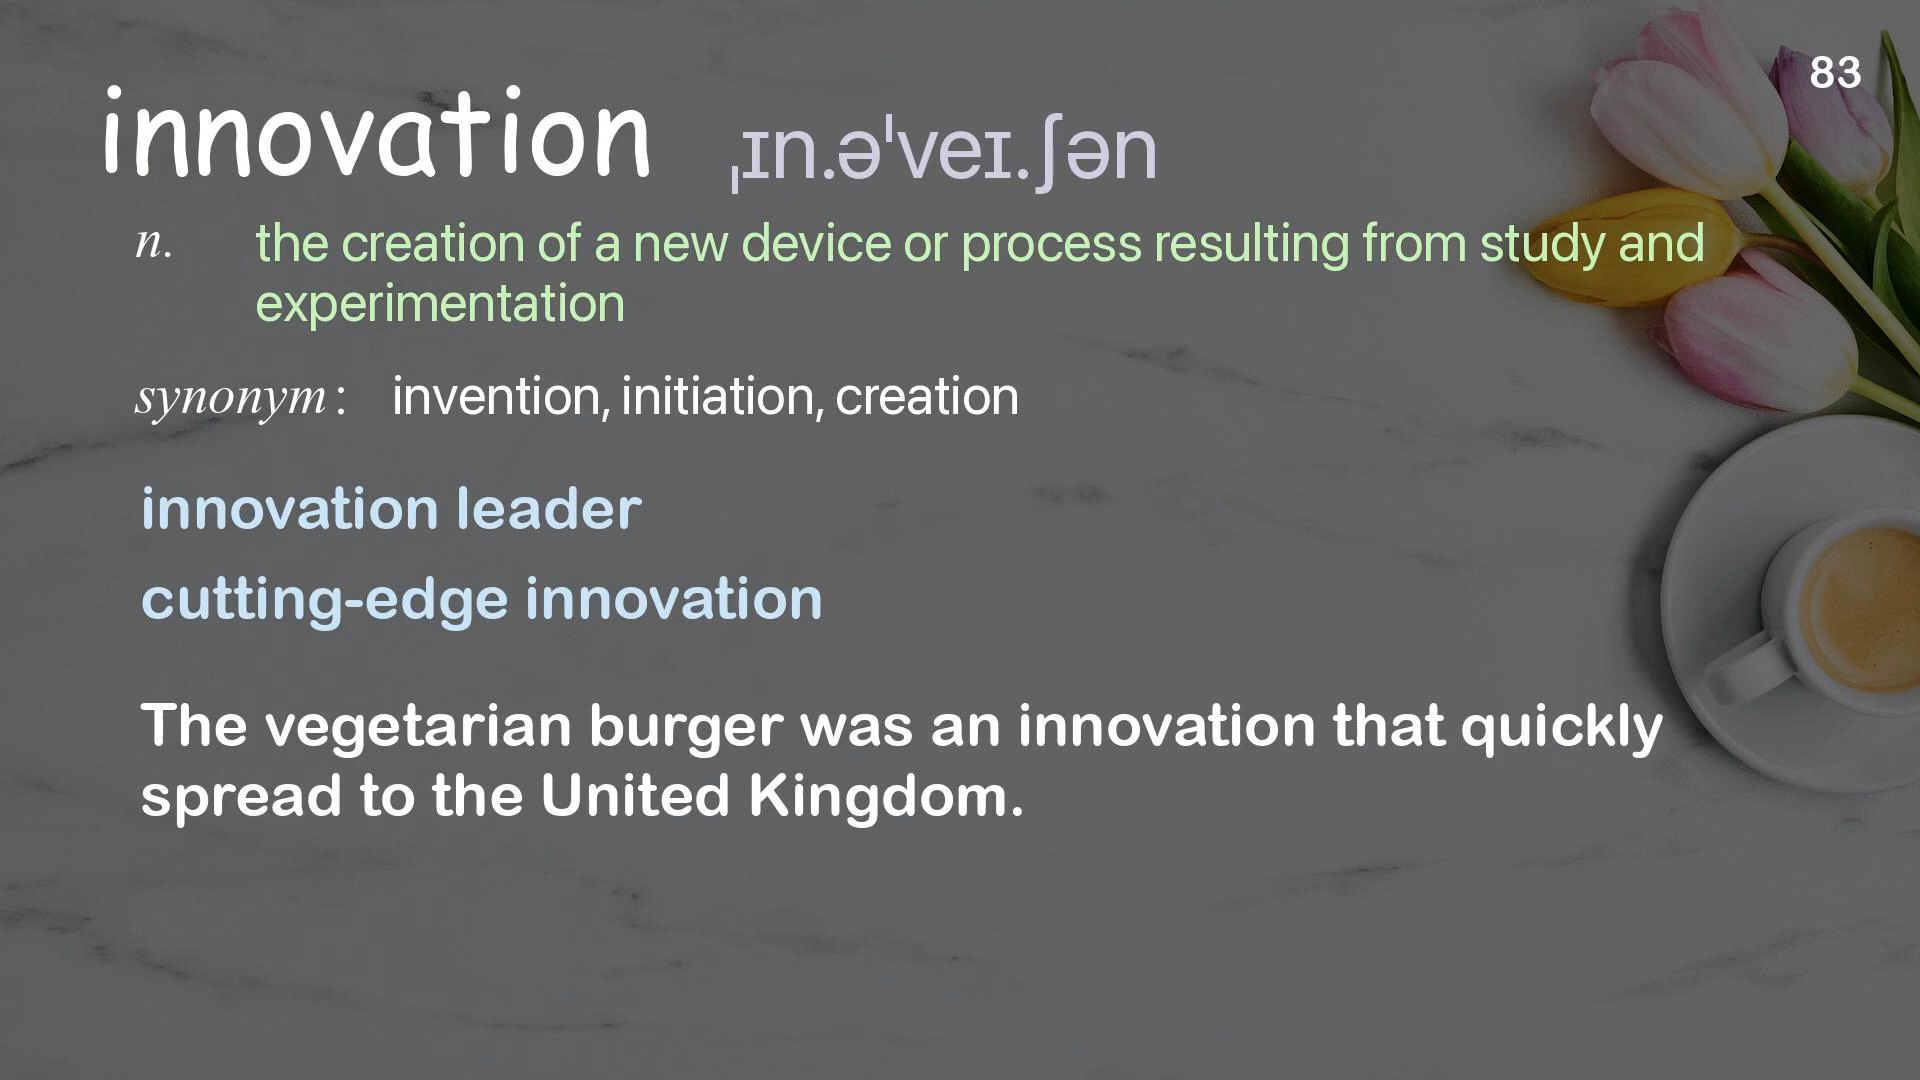 83
innovation ˌɪn.əˈveɪ.ʃən
n. the creation of a new device or process resulting from study and
experimentation
synonym: invention, initiation, creation
innovation leader
cutting-edge innovation
The vegetarian burger was an innovation that quickly
spread to the United Kingdom.